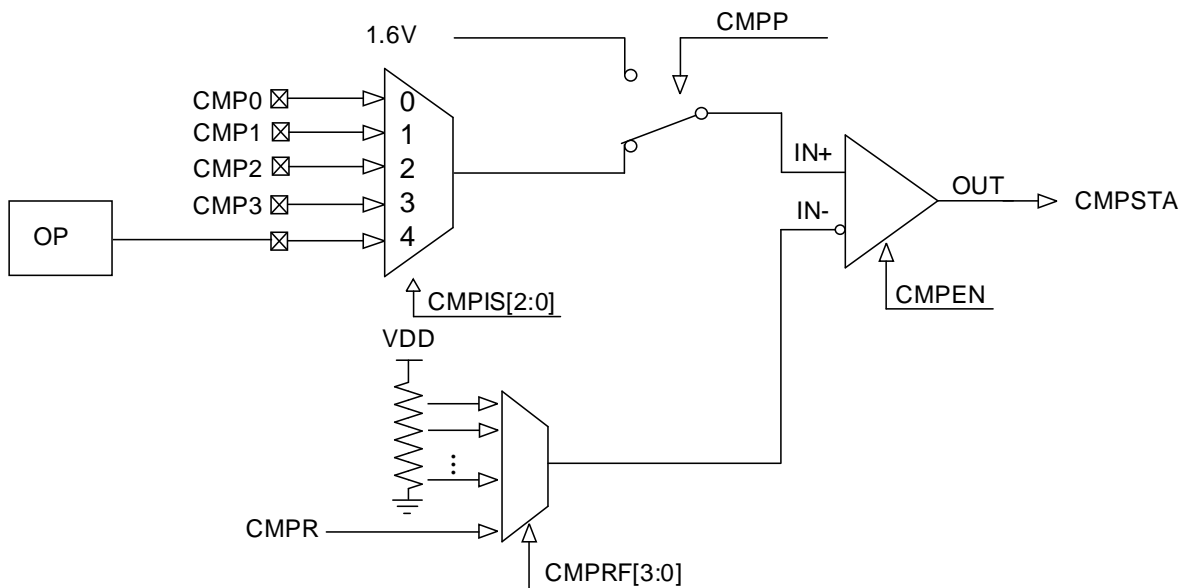 1.6V
CMPP
CMP0
0
CMP1
1
CMP2
2
CMP3
3
OP
4
IN+
IN-
OUT
CMPSTA
CMPEN
CMPIS[2:0]
VDD
CMPR
CMPRF[3:0]